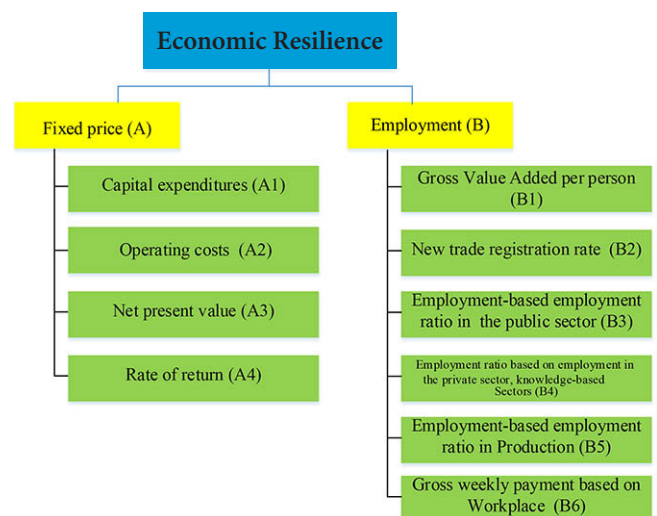 Economic Resilience
Fixed price (A)
Capital expenditures (A1)
Operating costs (A2)
Net present value (A3)
Rate of return (A4)
Employment (B)
Gross Value Added per person
(B1)
New trade registration rate (B2)
Employment-based employment
ratio in the public sector (B3)
Employment ratio based on employment in
the private sector, knowledge-based
Sectors (B4)
Employment-based employment
ratio in Production (B5)
Gross weekly payment based on
Workplace (B6)